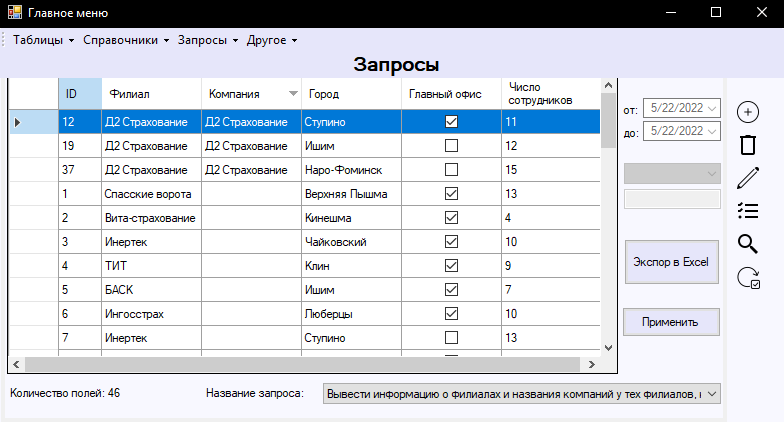 Главное меню
Таблицы Справочники Запросы Другое
Запросы
ID Филиал Компания Город Главный офис Число сотрудников
12 Д2 Страхование Д2 Страхование Ступино 11
19 Д2 Страхование Д2 Страхование Ишим 12
37 Д2 Страхование Д2 Страхование Наро-Фоминск 15
1 Спасские ворота Верхняя Пышма 13
2 Вита-страхование Кинешма 4
3 Инертек Чайковский 10
4 ТИТ Клин 9
5 БАСК Ишим 7
6 Ингосстрах Люберцы 10
7 Инертек Ступино 13
от: 5/22/2022
до: 5/22/2022
Экспор в Excel
Применить
Количество полей: 46 Название запроса: Вывести информацию о филиалах и названия компаний у тех филиалов,